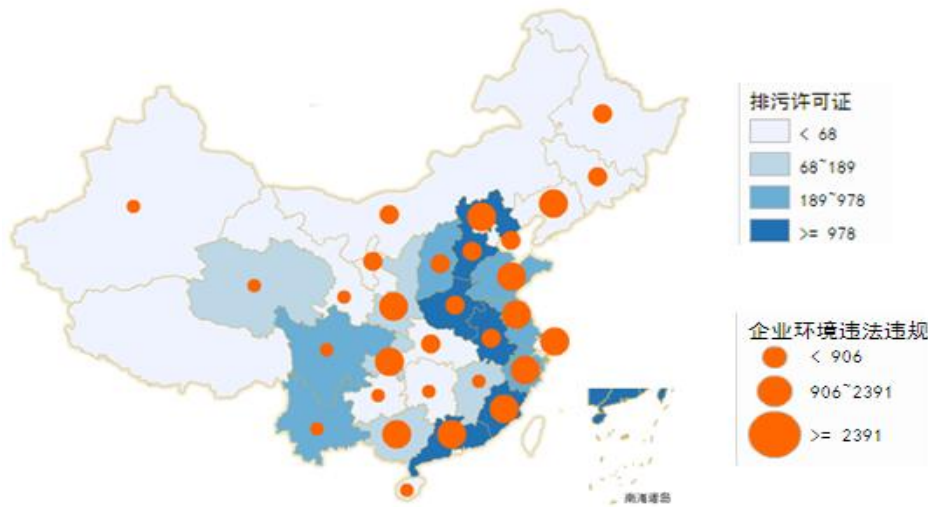 排污许可证
< 68
68~189
189~978
>= 978
企业环境违法违规
< 906
906~2391
>= 2391
南海诸岛